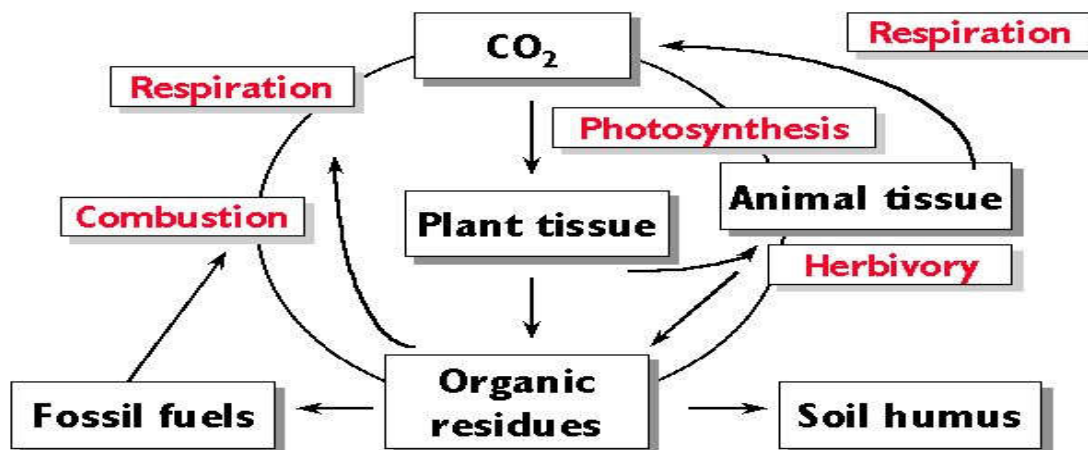 CO₂
Respiration
Respiration
Photosynthesis
Combustion
Plant tissue
Animal tissue
Herbivory
Fossil fuels
Organic
residues
Soil humus